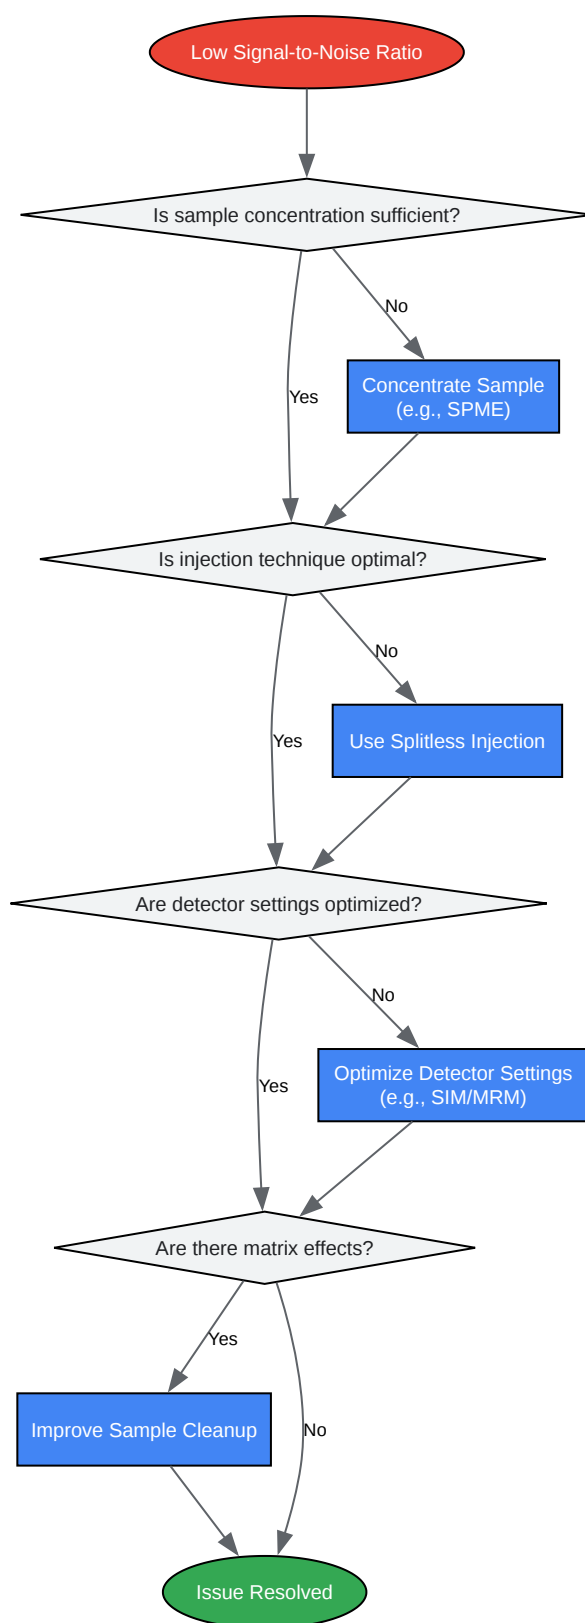 Low Signal-to-Noise Ratio
Is sample concentration sufficient?
No
Concentrate Sample
(e.g., SPME)
Yes
Is injection technique optimal?
No
Use Splitless Injection
Yes
Are detector settings optimized?
No
Optimize Detector Settings
(e.g., SIM/MRM)
Yes
Are there matrix effects?
Yes
Improve Sample Cleanup
No
Issue Resolved